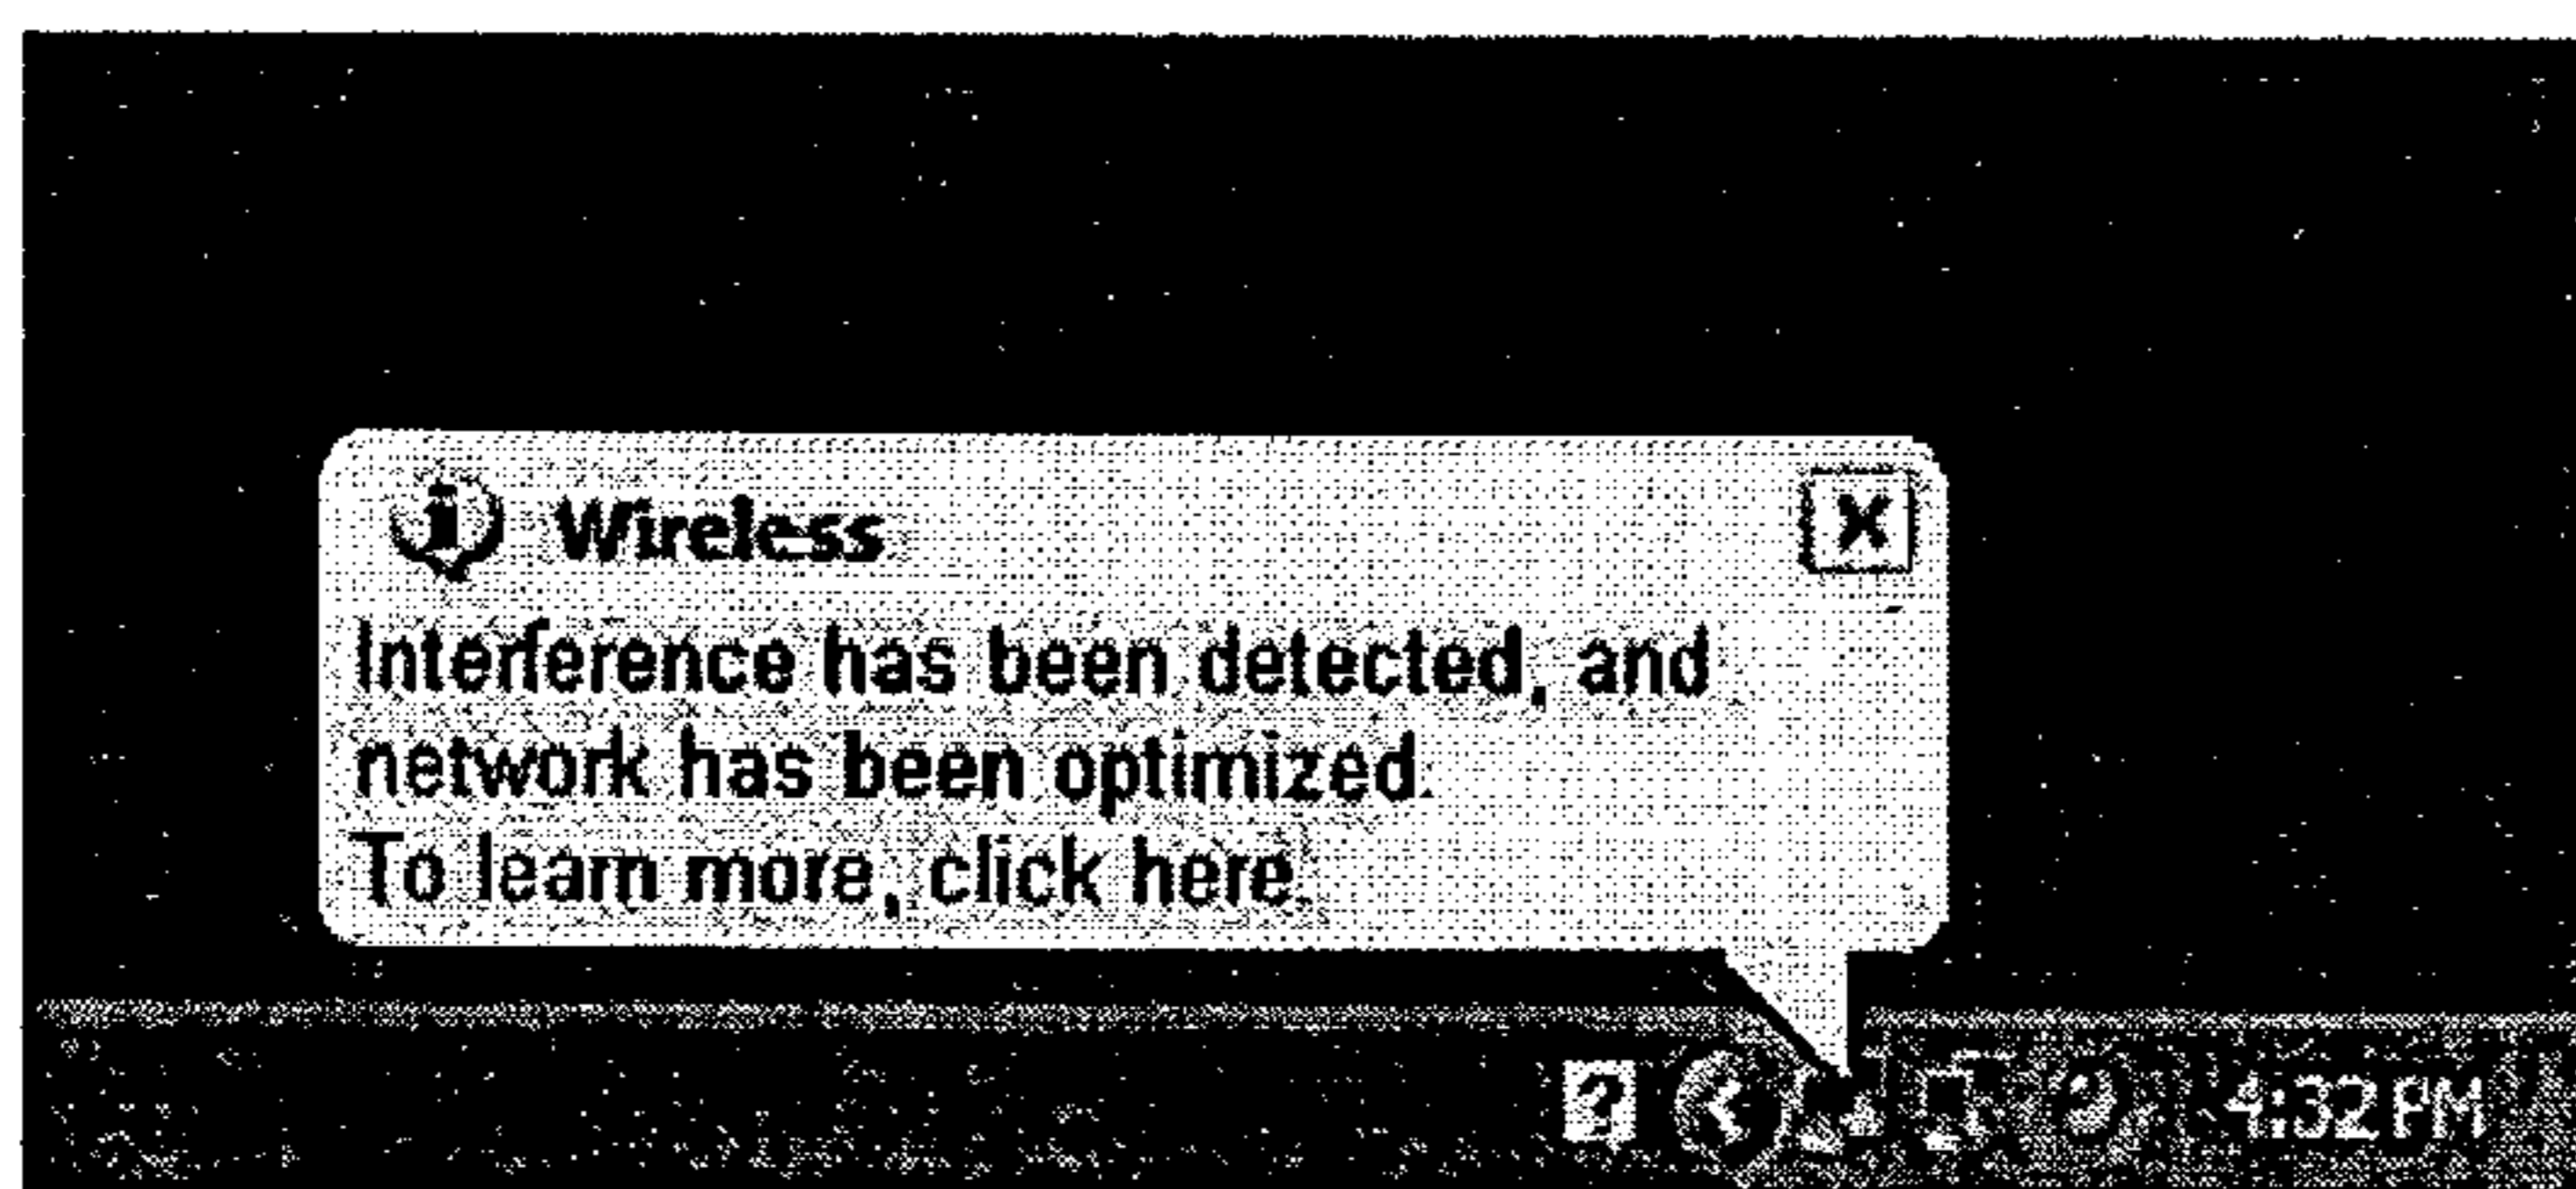 i Wireless X
Interference has been detected, and
network has been optimized.
To learn more, click here.
? 4:32 PM